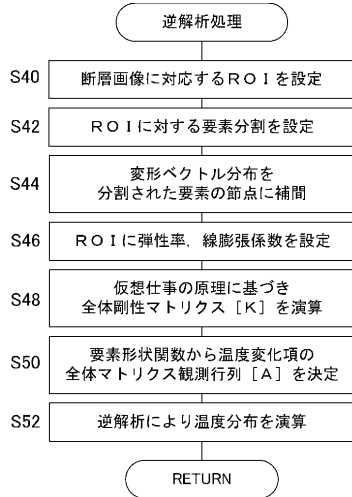 逆解析処理
S40
断層画像に対応するＲＯＩを設定
S42
ＲＯＩに対する要素分割を設定
S44
変形ベクトル分布を
分割された要素の節点に補間
S46
ＲＯＩに弾性率，線膨張係数を設定
S48
仮想仕事の原理に基づき
全体剛性マトリクス［Ｋ］を演算
S50
要素形状関数から温度変化項の
全体マトリクス観測行列［Ａ］を決定
S52
逆解析により温度分布を演算
RETURN